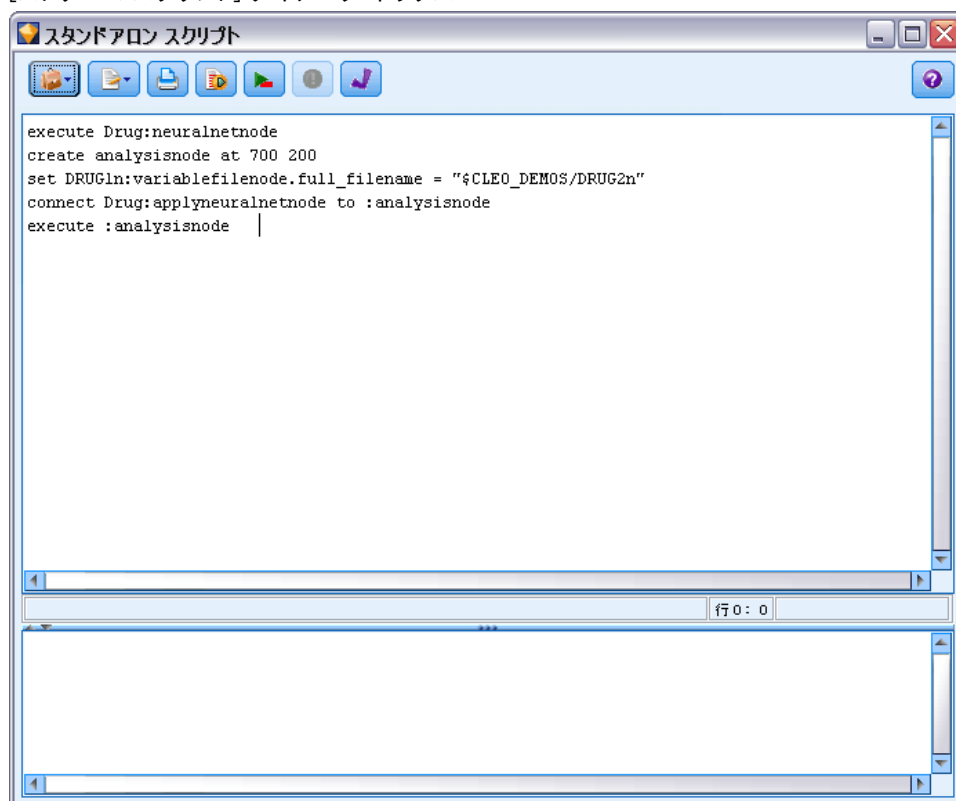 スタンドアロン スクリプト
execute Drug:neuralnetnode
create analysisnode at 700 200
set DRUG1n:variablefilenode.full_filename = "$CLEO_DEMOS/DRUG2n"
connect Drug:applyneuralnetnode to :analysisnode
execute :analysisnode
行 0: 0